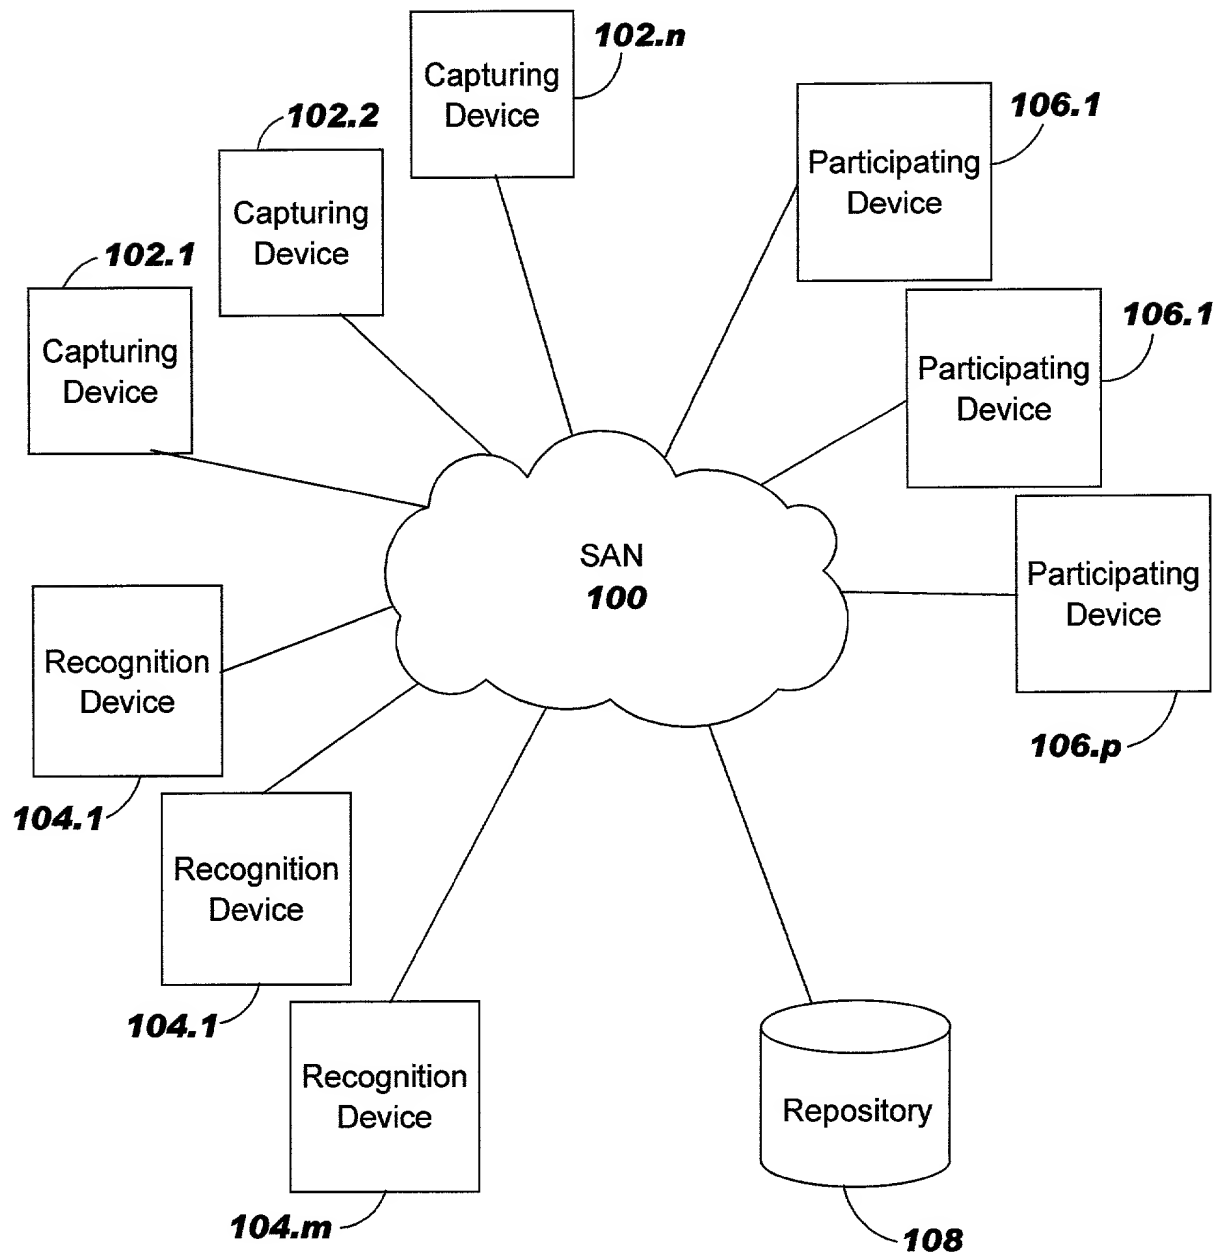 102.n
Capturing
Device
102.2
Capturing
Device
102.1
Capturing
Device
106.1
Participating
Device
106.1
Participating
Device
Participating
Device
106.p
SAN
100
Recognition
Device
104.1
Recognition
Device
104.1
Recognition
Device
104.m
Repository
108